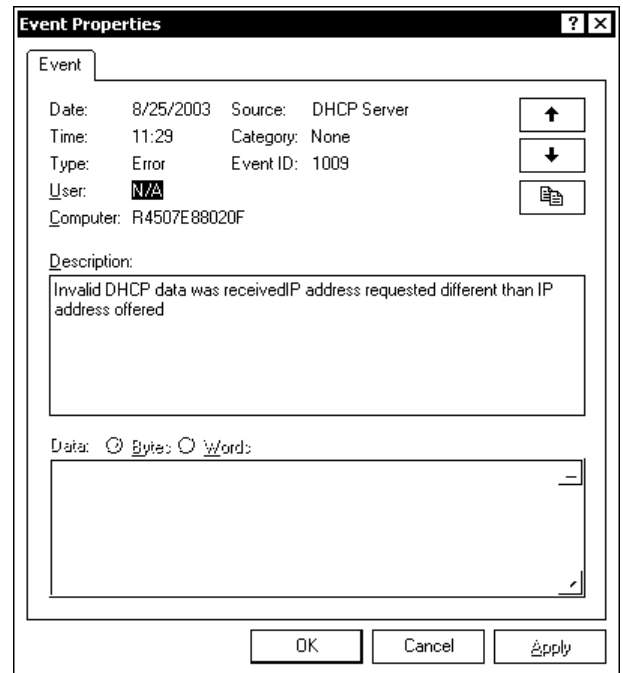 Event Properties ? X
Event
Date: 8/25/2003 Source: DHCP Server
Time: 11:29 Category: None
Type: Error Event ID: 1009
User: N/A
Computer: R4507E88020F
Description:
Invalid DHCP data was receivedIP address requested different than IP
address offered
Data: Bytes Words
OK Cancel Apply